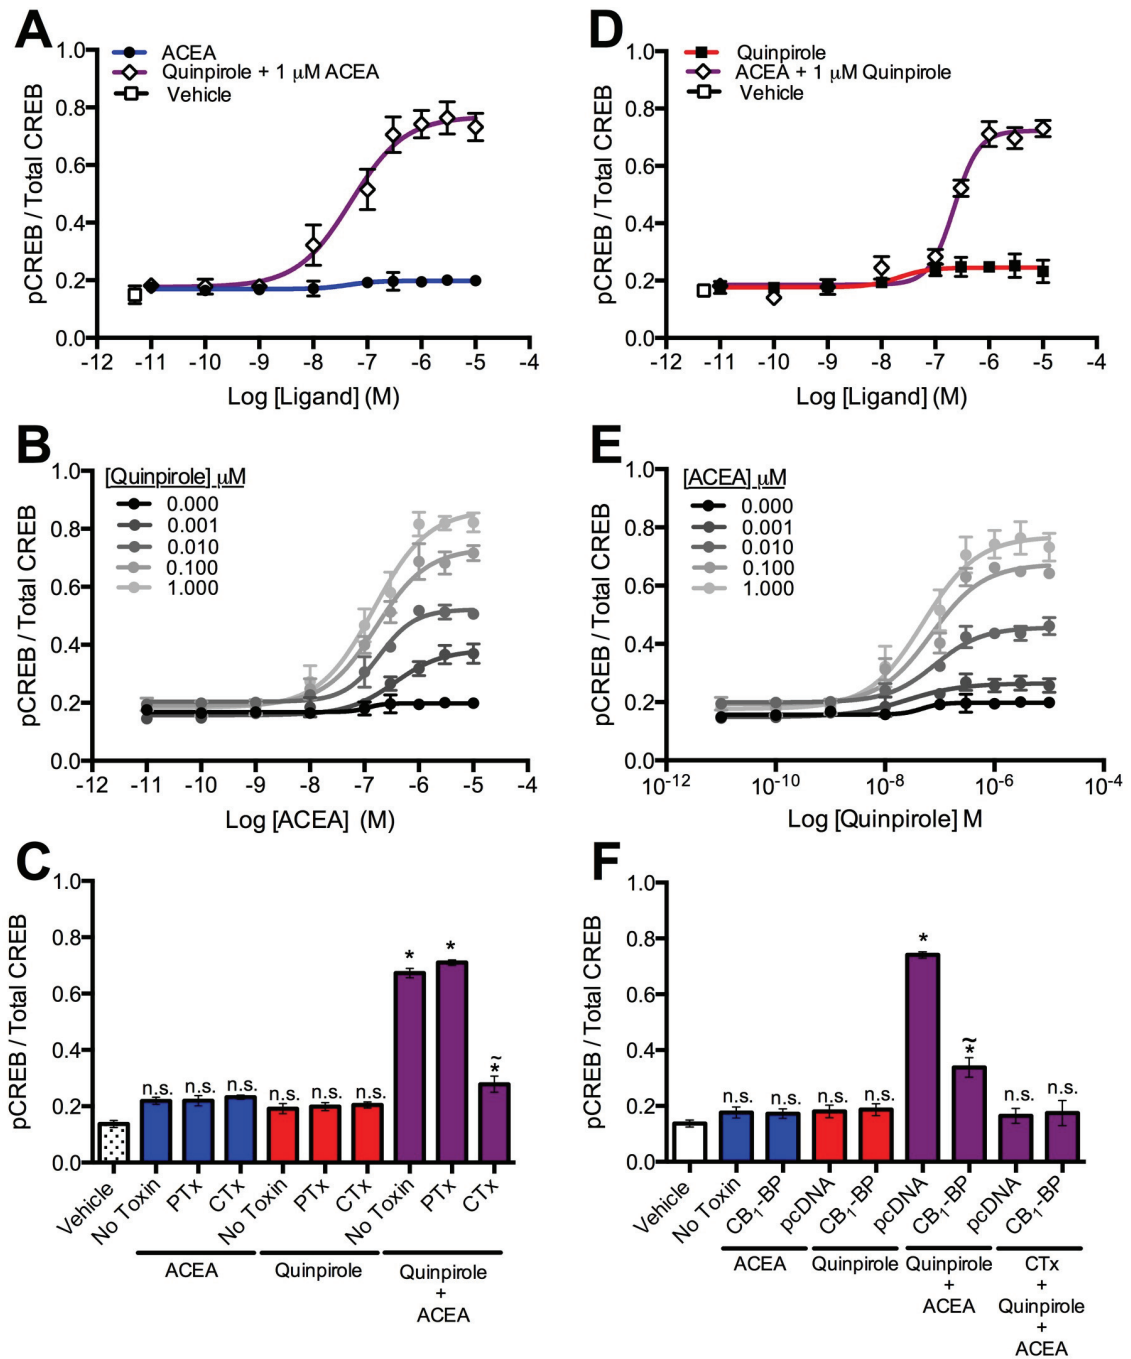 A
pCREB / Total CREB
1.0
0.8
0.6
0.4
0.2
0.0
ACEA
Quinpirole + 1 μM ACEA
Vehicle
-12 -11 -10 -9 -8 -7 -6 -5 -4
Log [Ligand] (M)
D
pCREB / Total CREB
1.0
0.8
0.6
0.4
0.2
0.0
Quinpirole
ACEA + 1 μM Quinpirole
Vehicle
-12 -11 -10 -9 -8 -7 -6 -5 -4
Log [Ligand] (M)
B
pCREB / Total CREB
1.0
0.8
0.6
0.4
0.2
0.0
[Quinpirole] μM
0.000
0.001
0.010
0.100
1.000
-12 -11 -10 -9 -8 -7 -6 -5 -4
Log [ACEA] (M)
E
pCREB / Total CREB
1.0
0.8
0.6
0.4
0.2
0.0
[ACEA] μM
0.000
0.001
0.010
0.100
1.000
10⁻¹² 10⁻¹⁰ 10⁻⁸ 10⁻⁶ 10⁻⁴
Log [Quinpirole] M
C
pCREB / Total CREB
1.0
0.8
0.6
0.4
0.2
0.0
n.s. n.s. n.s. n.s. n.s. n.s. * * ~
*
Vehicle No Toxin PTx CTx No Toxin PTx CTx No Toxin PTx CTx
ACEA Quinpirole Quinpirole
+
ACEA
F
pCREB / Total CREB
1.0
0.8
0.6
0.4
0.2
0.0
n.s. n.s. n.s. n.s. * ~ n.s. n.s.
*
Vehicle No Toxin CB₁-BP pcDNA CB₁-BP pcDNA CB₁-BP pcDNA CB₁-BP
ACEA Quinpirole Quinpirole CTx
+ +
ACEA Quinpirole
+
ACEA